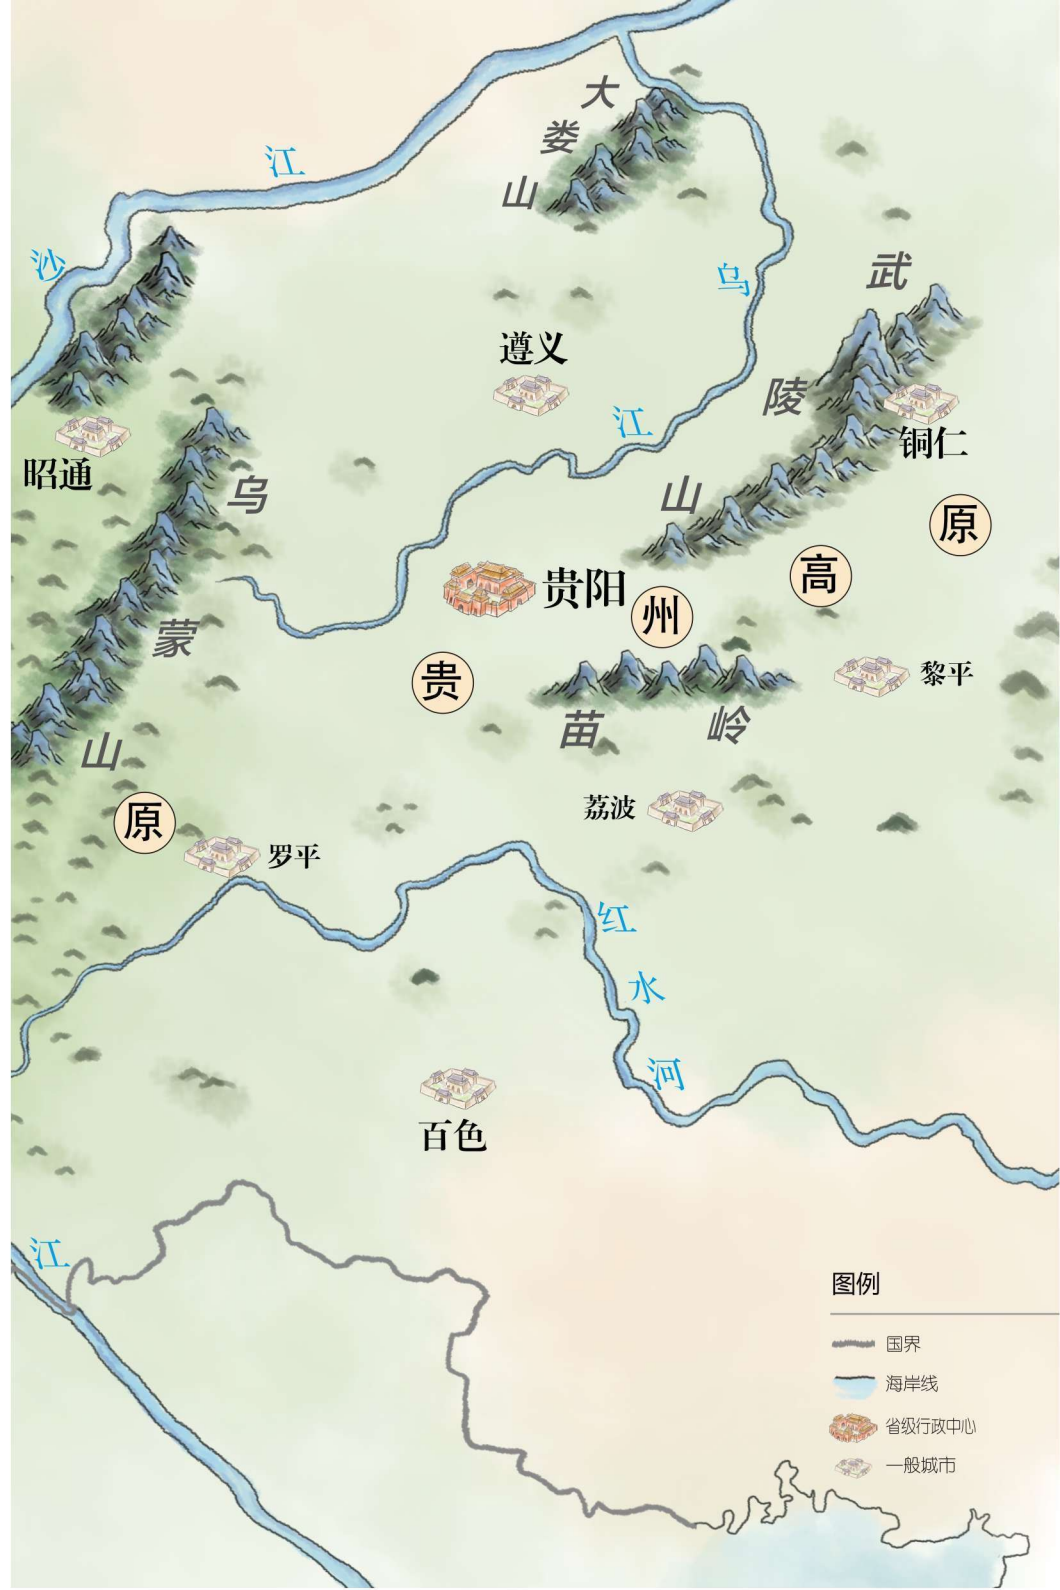 大
娄
山
江
沙
乌
江
武
陵
山
遵义
铜仁
昭通
乌
蒙
山
原
高
州
贵
贵阳
黎平
苗
岭
荔波
原
罗平
红
水
河
百色
江
图例
国界
海岸线
省级行政中心
一般城市